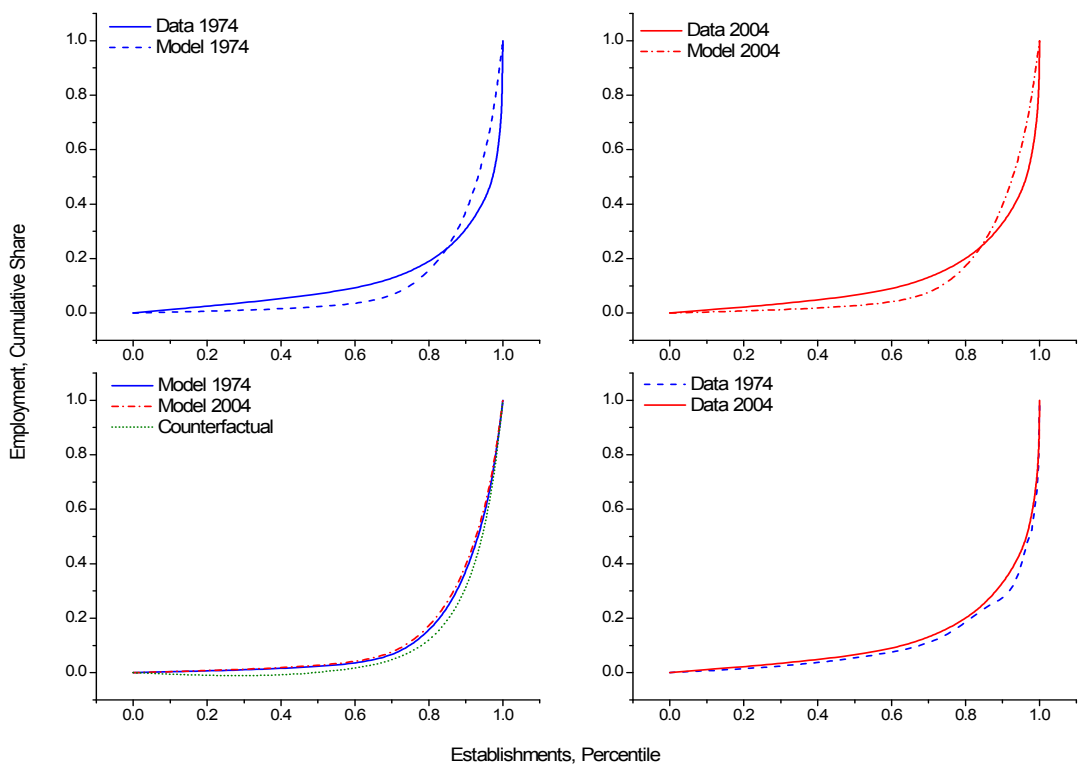 Data 1974
Model 1974
1.0
0.8
0.6
0.4
0.2
0.0
0.0 0.2 0.4 0.6 0.8 1.0
Data 2004
Model 2004
1.0
0.8
0.6
0.4
0.2
0.0
0.0 0.2 0.4 0.6 0.8 1.0
Employment, Cumulative Share
Model 1974
Model 2004
Counterfactual
1.0
0.8
0.6
0.4
0.2
0.0
0.0 0.2 0.4 0.6 0.8 1.0
Data 1974
Data 2004
1.0
0.8
0.6
0.4
0.2
0.0
0.0 0.2 0.4 0.6 0.8 1.0
Establishments, Percentile